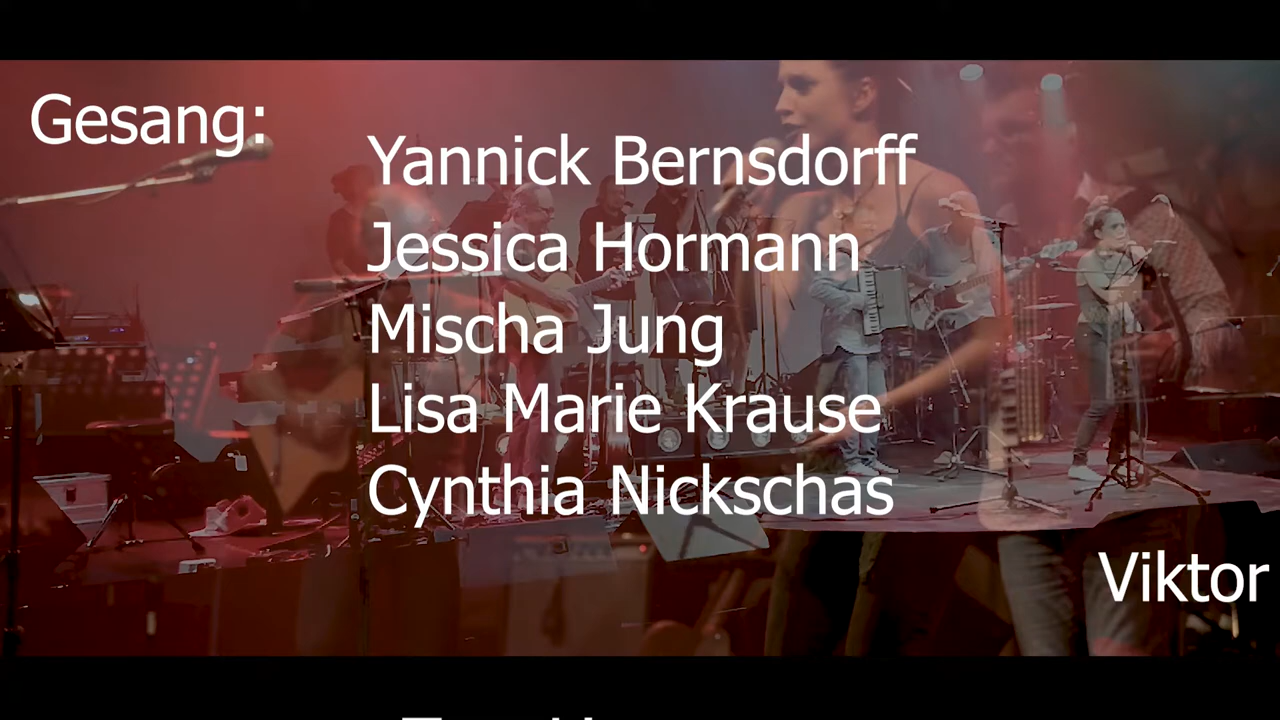 Gesang:
Yannick Bernsdorff
Jessica Hormann
Mischa Jung
Lisa Marie Krause
Cynthia Nickschas
Viktor